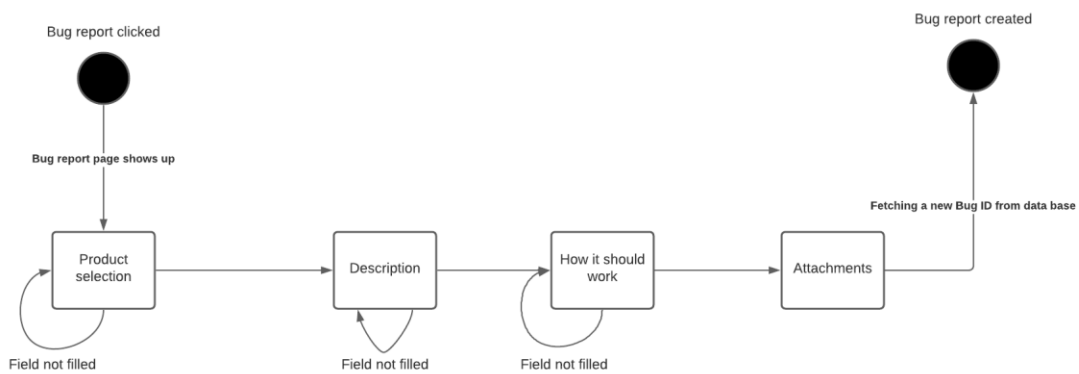 Bug report created
Bug report clicked
Bug report page shows up
Fetching a new Bug ID from data base
Product
selection
Description
How it should
work
Attachments
Field not filled
Field not filled
Field not filled